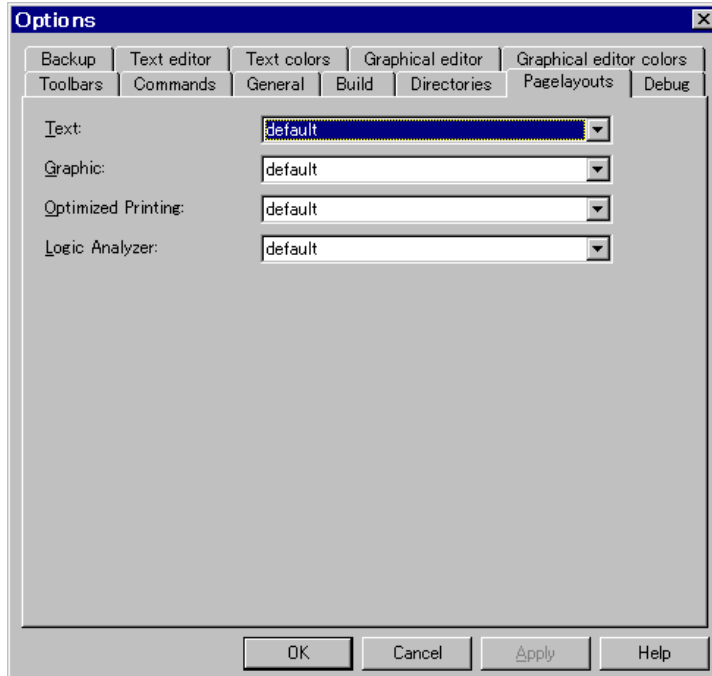 Options
Backup Text editor Text colors Graphical editor Graphical editor colors
Toolbars Commands General Build Directories Pagelayouts Debug
Text: default
Graphic: default
Optimized Printing: default
Logic Analyzer: default
OK Cancel Apply Help